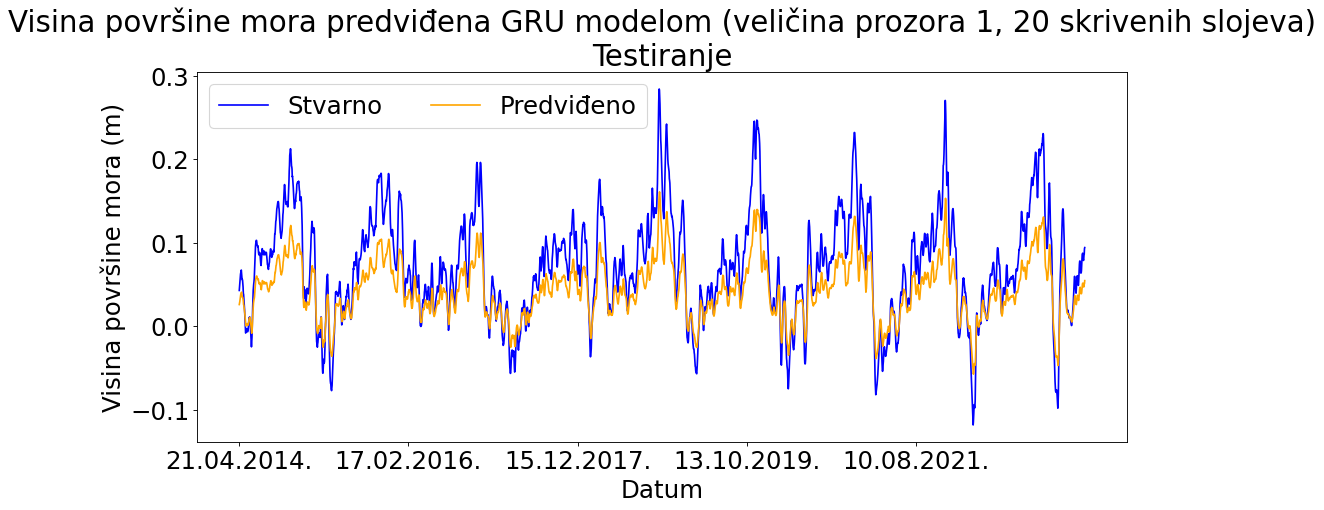 Visina površine mora predviđena GRU modelom (veličina prozora 1, 20 skrivenih slojeva)
Testiranje
Stvarno
Predviđeno
Visina površine mora (m)
0.3
0.2
0.1
0.0
−0.1
21.04.2014.
17.02.2016.
15.12.2017.
13.10.2019.
10.08.2021.
Datum